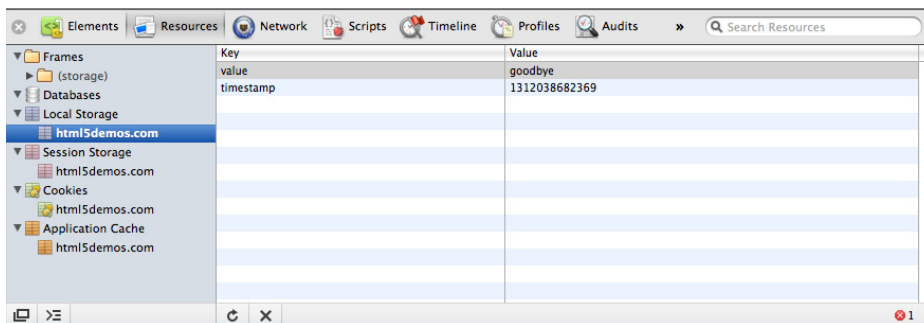 Elements Resources Network Scripts Timeline Profiles Audits » Search Resources
Frames
(storage)
Databases
Local Storage
html5demos.com
Session Storage
html5demos.com
Cookies
html5demos.com
Application Cache
html5demos.com
Key Value
value goodbye
timestamp 1312038682369
1